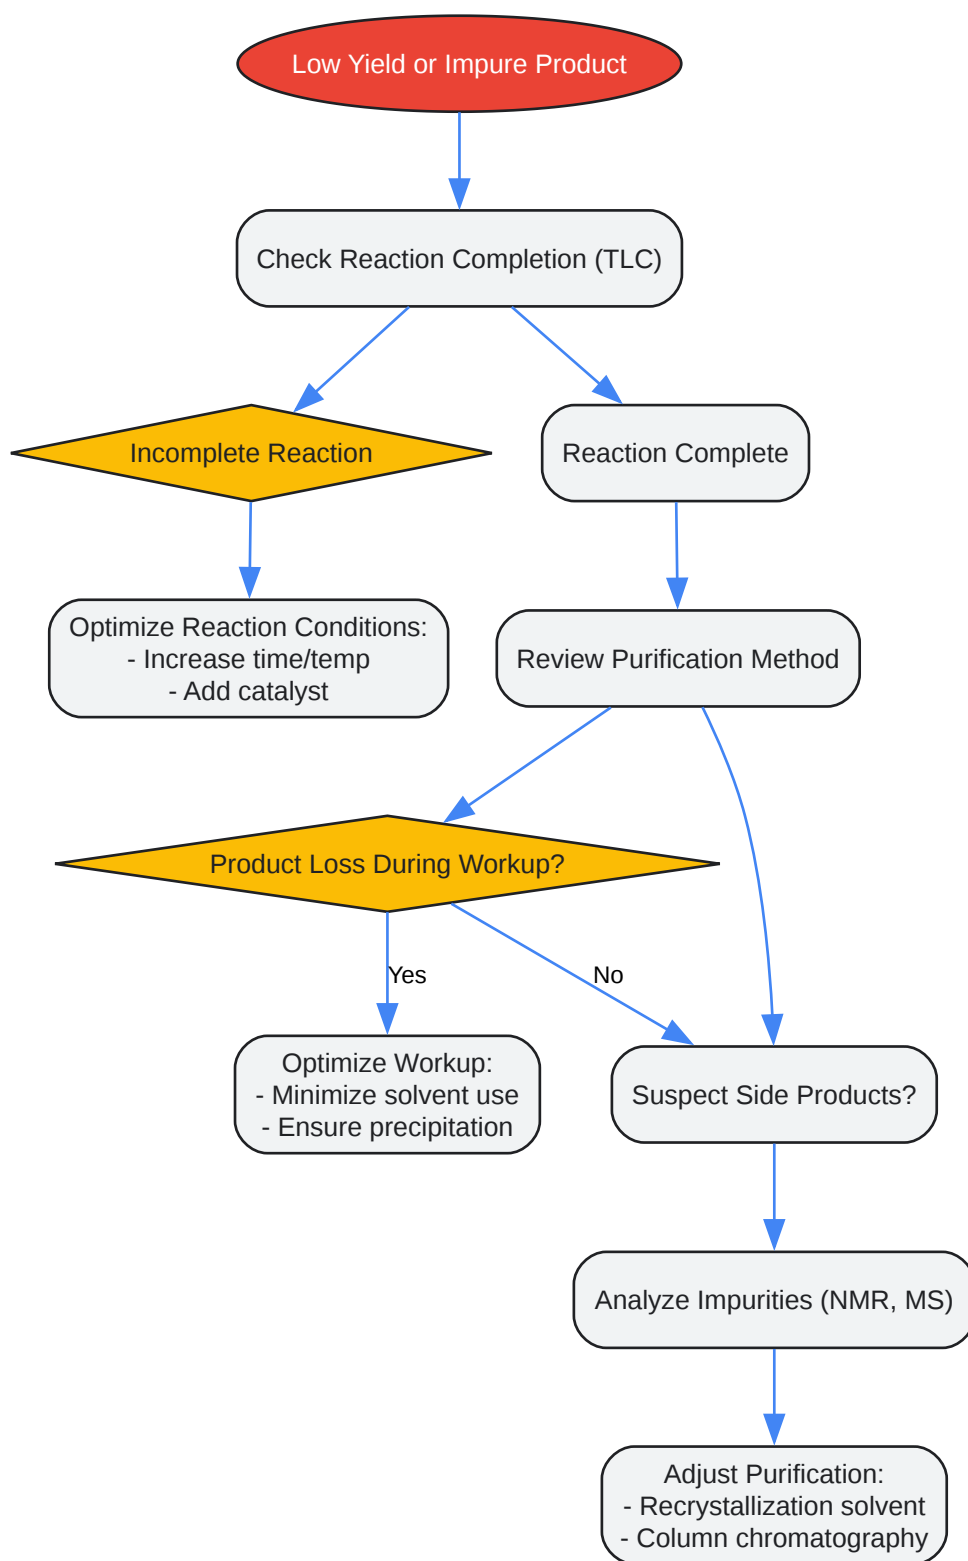 Low Yield or Impure Product
Check Reaction Completion (TLC)
Incomplete Reaction
Reaction Complete
Optimize Reaction Conditions:
- Increase time/temp
- Add catalyst
Review Purification Method
Product Loss During Workup?
Yes
No
Optimize Workup:
- Minimize solvent use
- Ensure precipitation
Suspect Side Products?
Analyze Impurities (NMR, MS)
Adjust Purification:
- Recrystallization solvent
- Column chromatography